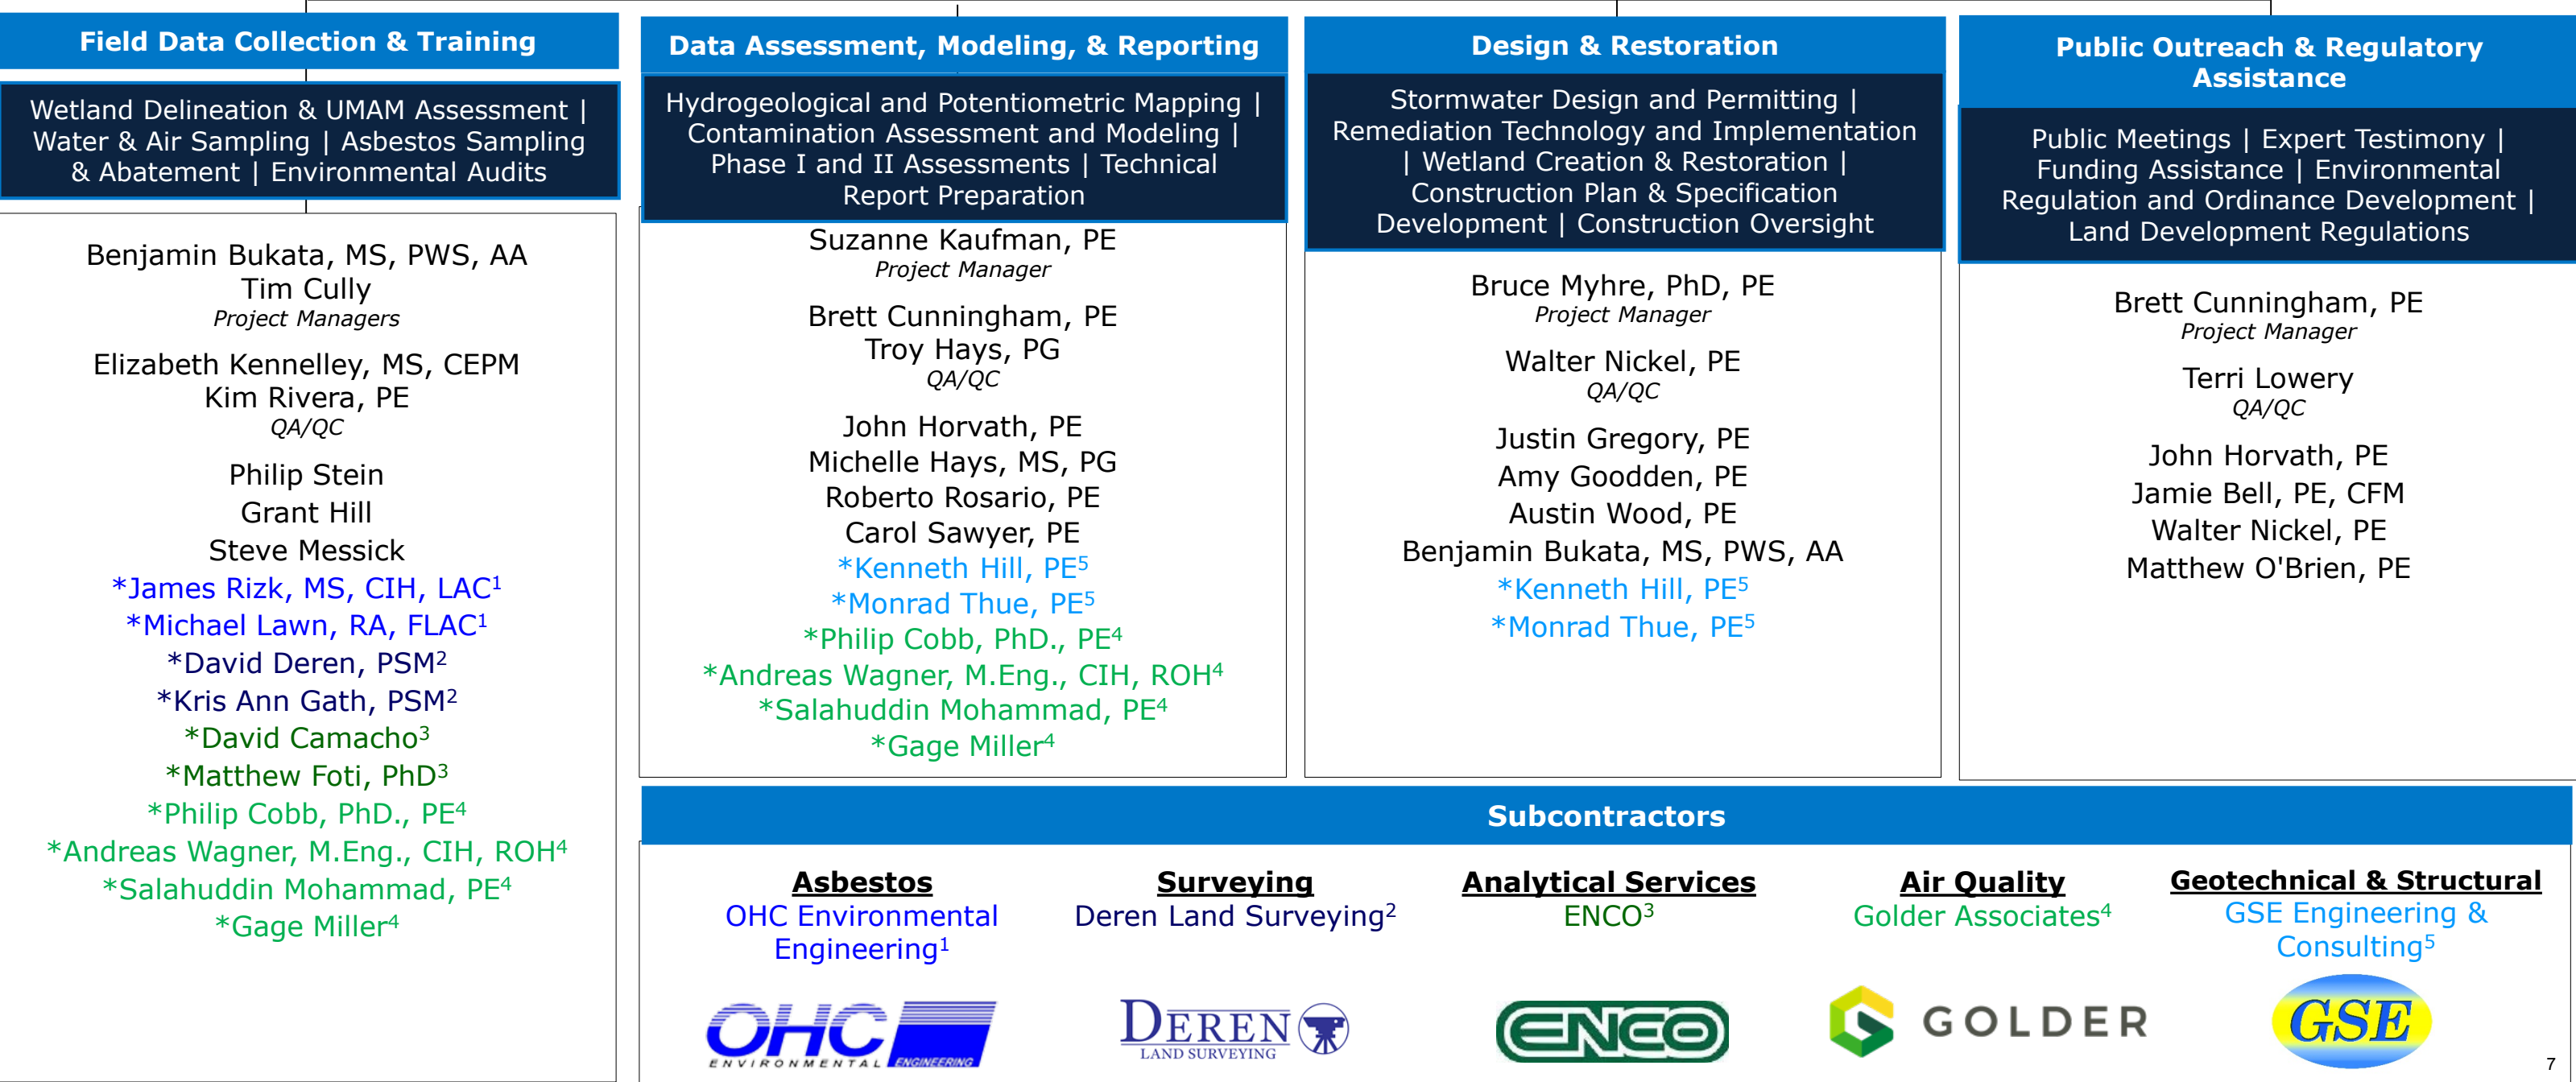 Field Data Collection & Training
Wetland Delineation & UMAM Assessment |
Water & Air Sampling | Asbestos Sampling
& Abatement | Environmental Audits
Benjamin Bukata, MS, PWS, AA
Tim Cully
Project Managers
Elizabeth Kennelley, MS, CEPM
Kim Rivera, PE
QA/QC
Philip Stein
Grant Hill
Steve Messick
*James Rizk, MS, CIH, LAC¹
*Michael Lawn, RA, FLAC¹
*David Deren, PSM²
*Kris Ann Gath, PSM²
*David Camacho³
*Matthew Foti, PhD³
*Philip Cobb, PhD., PE⁴
*Andreas Wagner, M.Eng., CIH, ROH⁴
*Salahuddin Mohammad, PE⁴
*Gage Miller⁴
Data Assessment, Modeling, & Reporting
Hydrogeological and Potentiometric Mapping |
Contamination Assessment and Modeling |
Phase I and II Assessments | Technical
Report Preparation
Suzanne Kaufman, PE
Project Manager
Brett Cunningham, PE
Troy Hays, PG
QA/QC
John Horvath, PE
Michelle Hays, MS, PG
Roberto Rosario, PE
Carol Sawyer, PE
*Kenneth Hill, PE⁵
*Monrad Thue, PE⁵
*Philip Cobb, PhD., PE⁴
*Andreas Wagner, M.Eng., CIH, ROH⁴
*Salahuddin Mohammad, PE⁴
*Gage Miller⁴
Design & Restoration
Stormwater Design and Permitting |
Remediation Technology and Implementation
| Wetland Creation & Restoration |
Construction Plan & Specification
Development | Construction Oversight
Bruce Myhre, PhD, PE
Project Manager
Walter Nickel, PE
QA/QC
Justin Gregory, PE
Amy Goodden, PE
Austin Wood, PE
Benjamin Bukata, MS, PWS, AA
*Kenneth Hill, PE⁵
*Monrad Thue, PE⁵
Public Outreach & Regulatory
Assistance
Public Meetings | Expert Testimony |
Funding Assistance | Environmental
Regulation and Ordinance Development |
Land Development Regulations
Brett Cunningham, PE
Project Manager
Terri Lowery
QA/QC
John Horvath, PE
Jamie Bell, PE, CFM
Walter Nickel, PE
Matthew O'Brien, PE
Subcontractors
Asbestos
OHC Environmental
Engineering¹
OHC
ENVIRONMENTAL ENGINEERING
Surveying
Deren Land Surveying²
DEREN
LAND SURVEYING
Analytical Services
ENCO³
ENCO
Air Quality
Golder Associates⁴
GOLDER
Geotechnical & Structural
GSE Engineering &
Consulting⁵
GSE
7